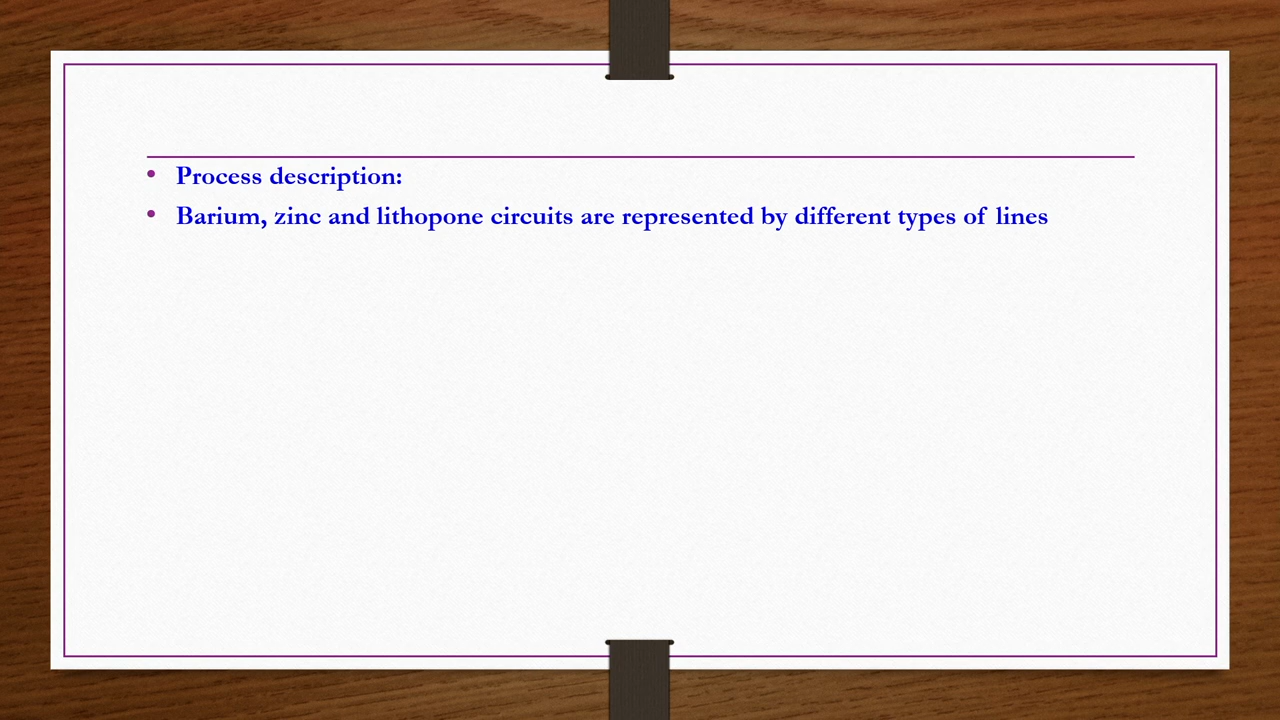 • Process description:
• Barium, zinc and lithopone circuits are represented by different types of lines